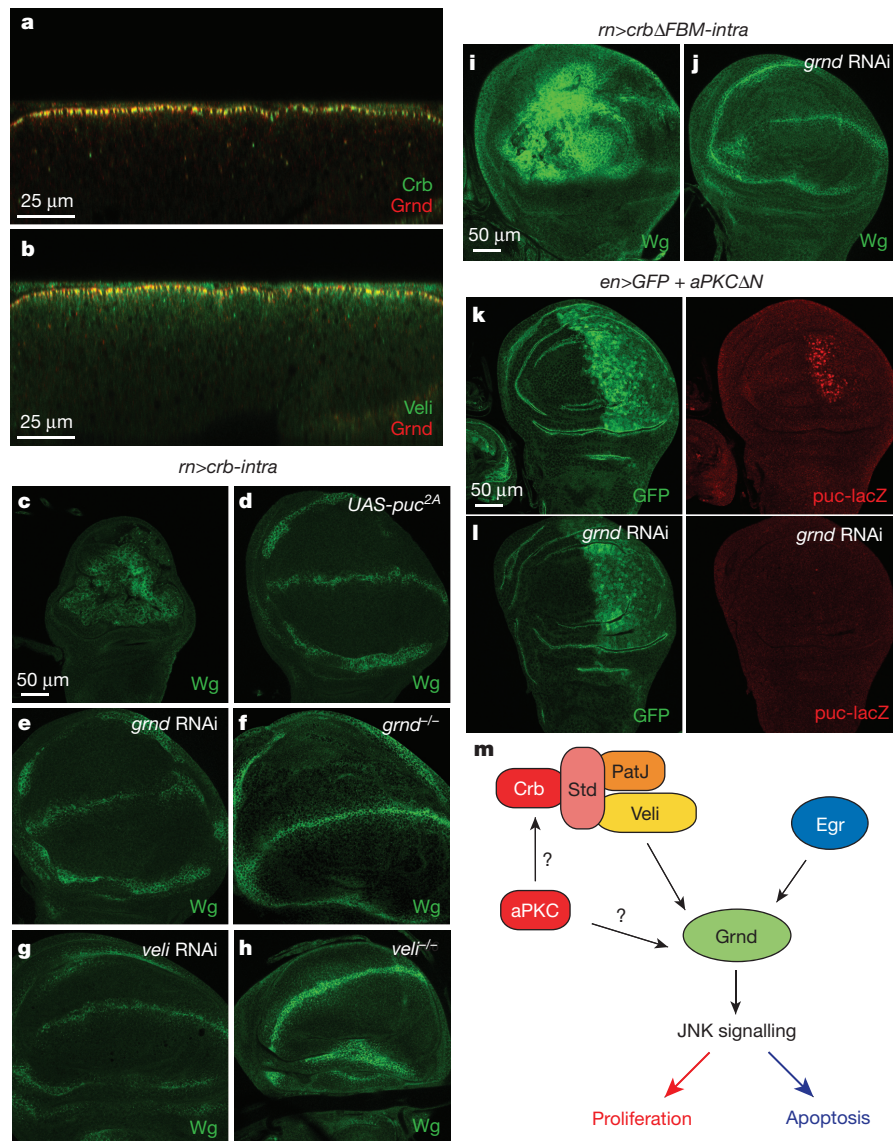 a
Crb
Grnd
25 µm
b
Veli
Grnd
25 µm
rn>crb-intra
c
Wg
50 µm
d
UAS-puc2A
Wg
e
grnd RNAi
Wg
f
grnd–/–
Wg
g
veli RNAi
Wg
h
veli–/–
Wg
rn>crbΔFBM-intra
i
Wg
50 µm
j
grnd RNAi
Wg
en>GFP + aPKCΔN
k
GFP
50 µm
puc-lacZ
l
grnd RNAi
GFP
grnd RNAi
puc-lacZ
m
Crb
Std
PatJ
Veli
Egr
?
aPKC
?
Grnd
JNK signalling
Proliferation
Apoptosis